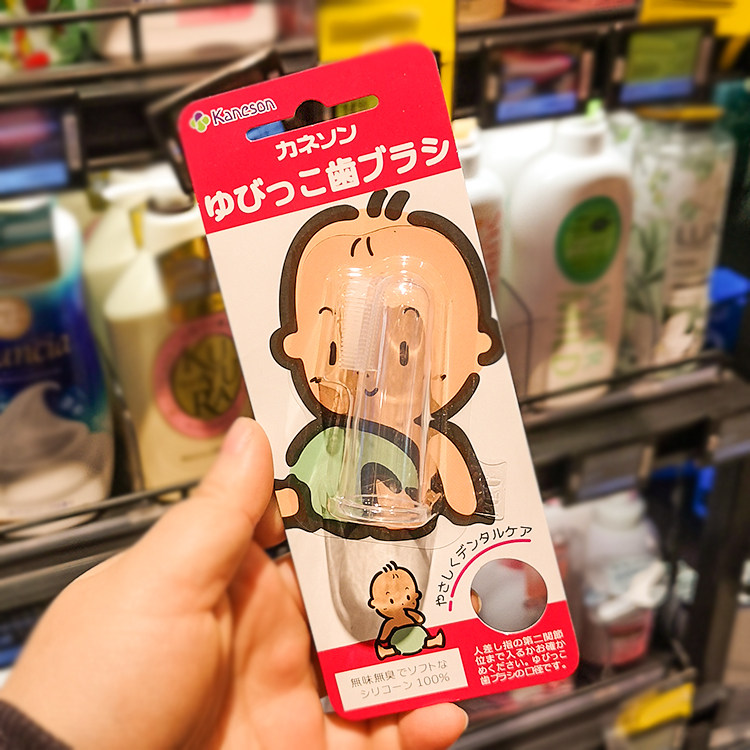 Kaneson
カネソン
ゆびっこ歯ブラシ
やさしくデンタルケア
人差し指の第二関節
位まで入るかお確か
めください。ゆびっこ
歯ブラシの口径です。
無味無臭でソフトな
シリコーン100%